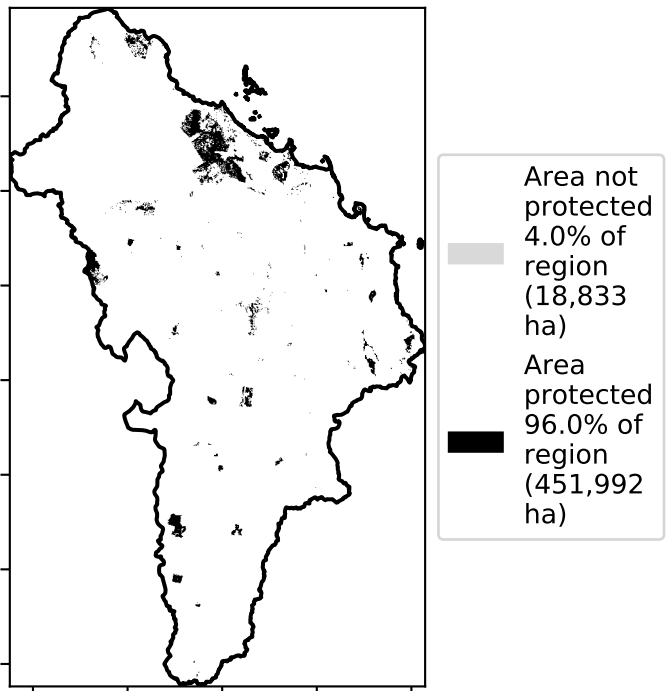 Area not
protected
4.0% of
region
(18,833
ha)
Area
protected
96.0% of
region
(451,992
ha)